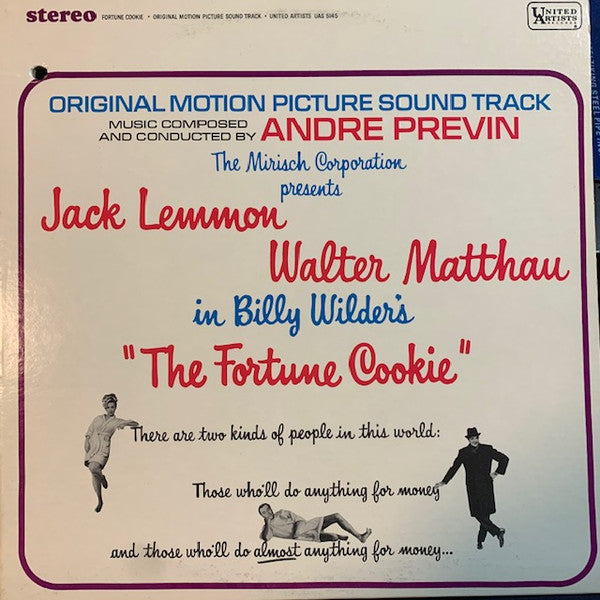 stereo FORTUNE COOKIE • ORIGINAL MOTION PICTURE SOUND TRACK • UNITED ARTISTS UAS 5145
UNITED
ARTISTS
RECORDS
ORIGINAL MOTION PICTURE SOUND TRACK
MUSIC COMPOSED
AND CONDUCTED BY ANDRE PREVIN
The Mirisch Corporation
presents
Jack Lemmon
Walter Matthau
in Billy Wilder's
"The Fortune Cookie"
There are two kinds of people in this world:
Those who'll do anything for money
and those who'll do almost anything for money...